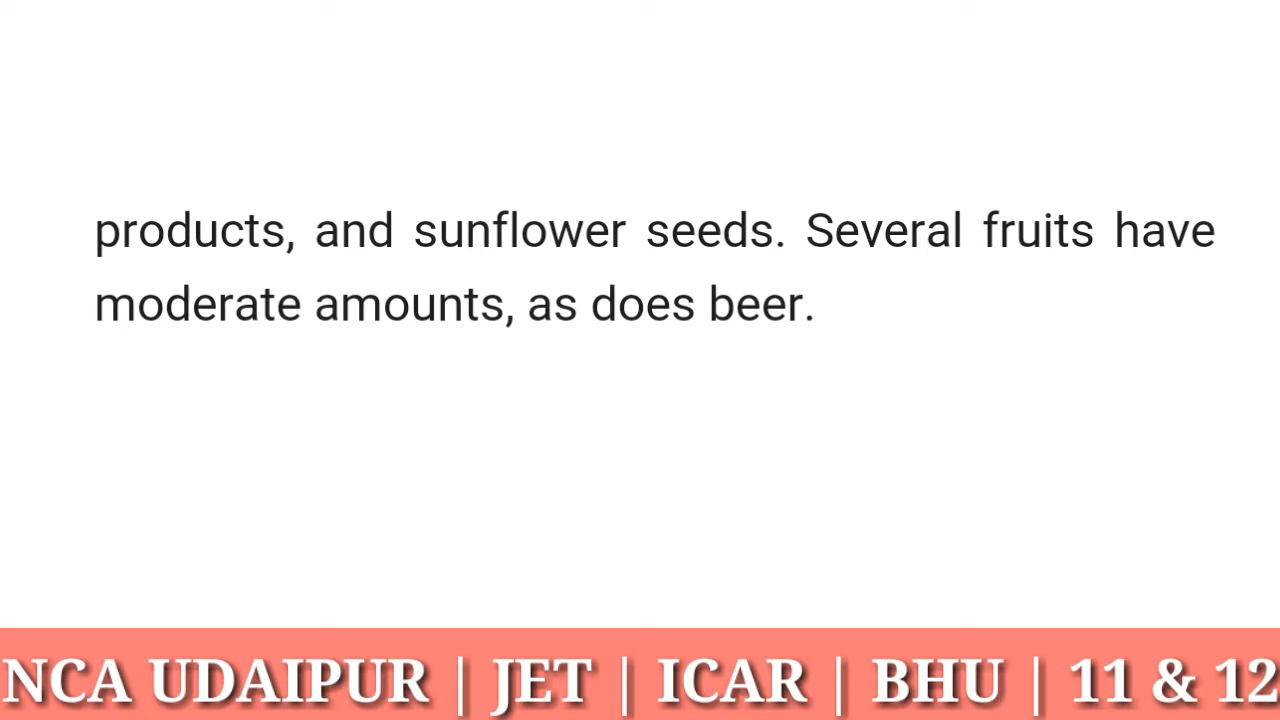 products, and sunflower seeds. Several fruits have
moderate amounts, as does beer.
NCA UDAIPUR | JET | ICAR | BHU | 11 & 12